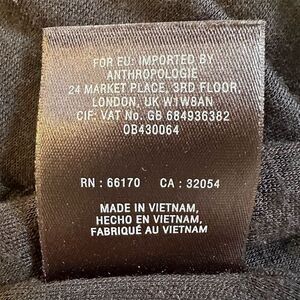 FOR EU: IMPORTED BY
ANTHROPOLOGIE
24 MARKET PLACE, 3RD FLOOR,
LONDON, UK W1W8AN
CIF: VAT No. GB 684936382
OB430064
RN : 66170 CA : 32054
MADE IN VIETNAM,
HECHO EN VIETNAM,
FABRIQUÉ AU VIETNAM